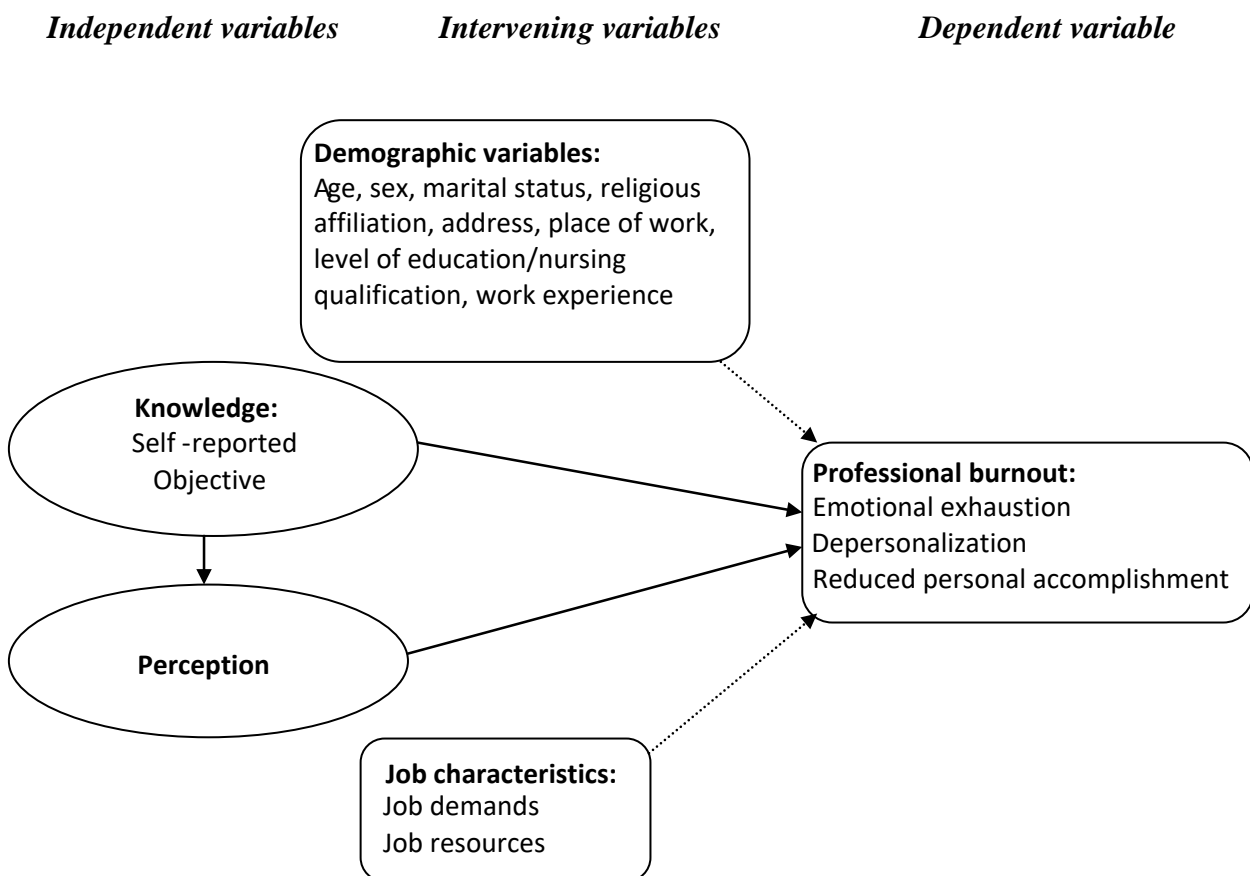 Independent variables Intervening variables Dependent variable
Demographic variables:
Age, sex, marital status, religious
affiliation, address, place of work,
level of education/nursing
qualification, work experience
Knowledge:
Self -reported
Objective
Professional burnout:
Emotional exhaustion
Depersonalization
Reduced personal accomplishment
Perception
Job characteristics:
Job demands
Job resources